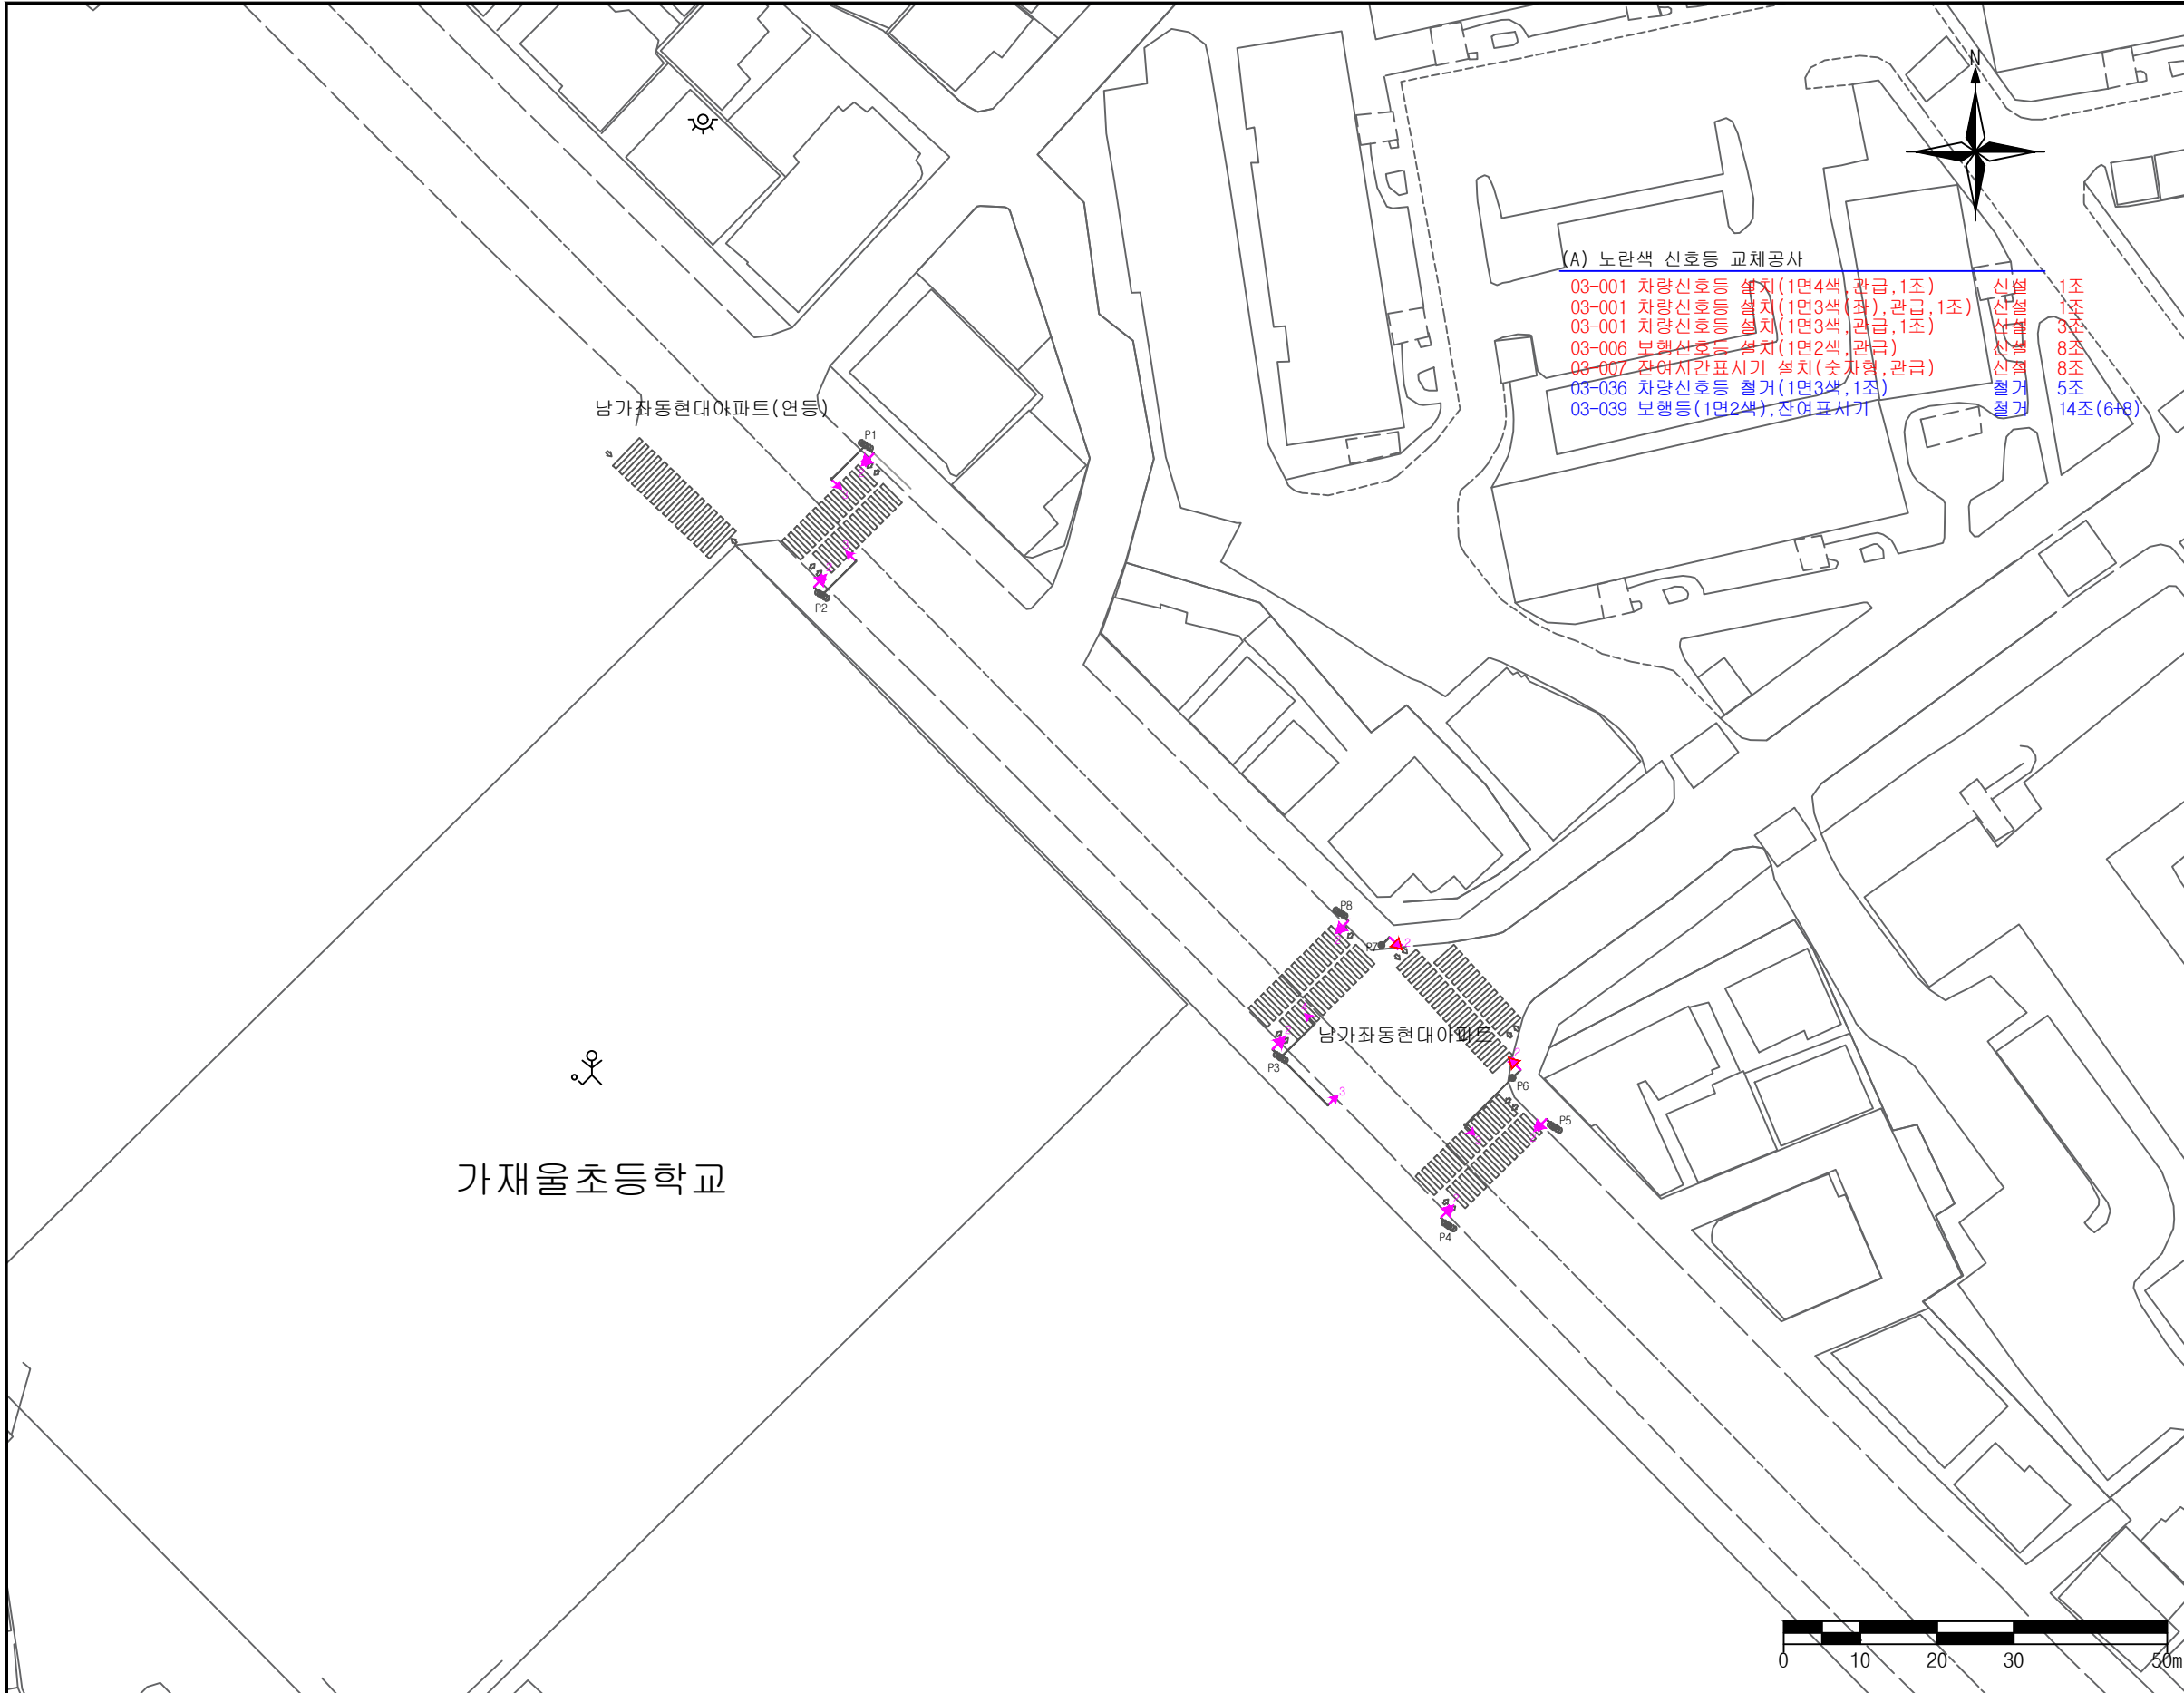 N
(A) 노란색 신호등 교체공사
03-001 차량신호등 설치(1면4색,관급,1조) 신설 1조
03-001 차량신호등 설치(1면3색(좌),관급,1조) 신설 1조
03-001 차량신호등 설치(1면3색,관급,1조) 신설 3조
03-006 보행신호등 설치(1면2색,관급) 신설 8조
03-007 잔여시간표시기 설치(숫자형,관급) 신설 8조
03-036 차량신호등 철거(1면3색,1조) 철거 5조
03-039 보행등(1면2색),잔여표시기 철거 14조(6+8)
남가좌동현대아파트(연등)
P1
P2
P8
P7
2
남가좌동현대아파트
2
P3
P6
3
P5
가재울초등학교
P4
0 10 20 30 50m